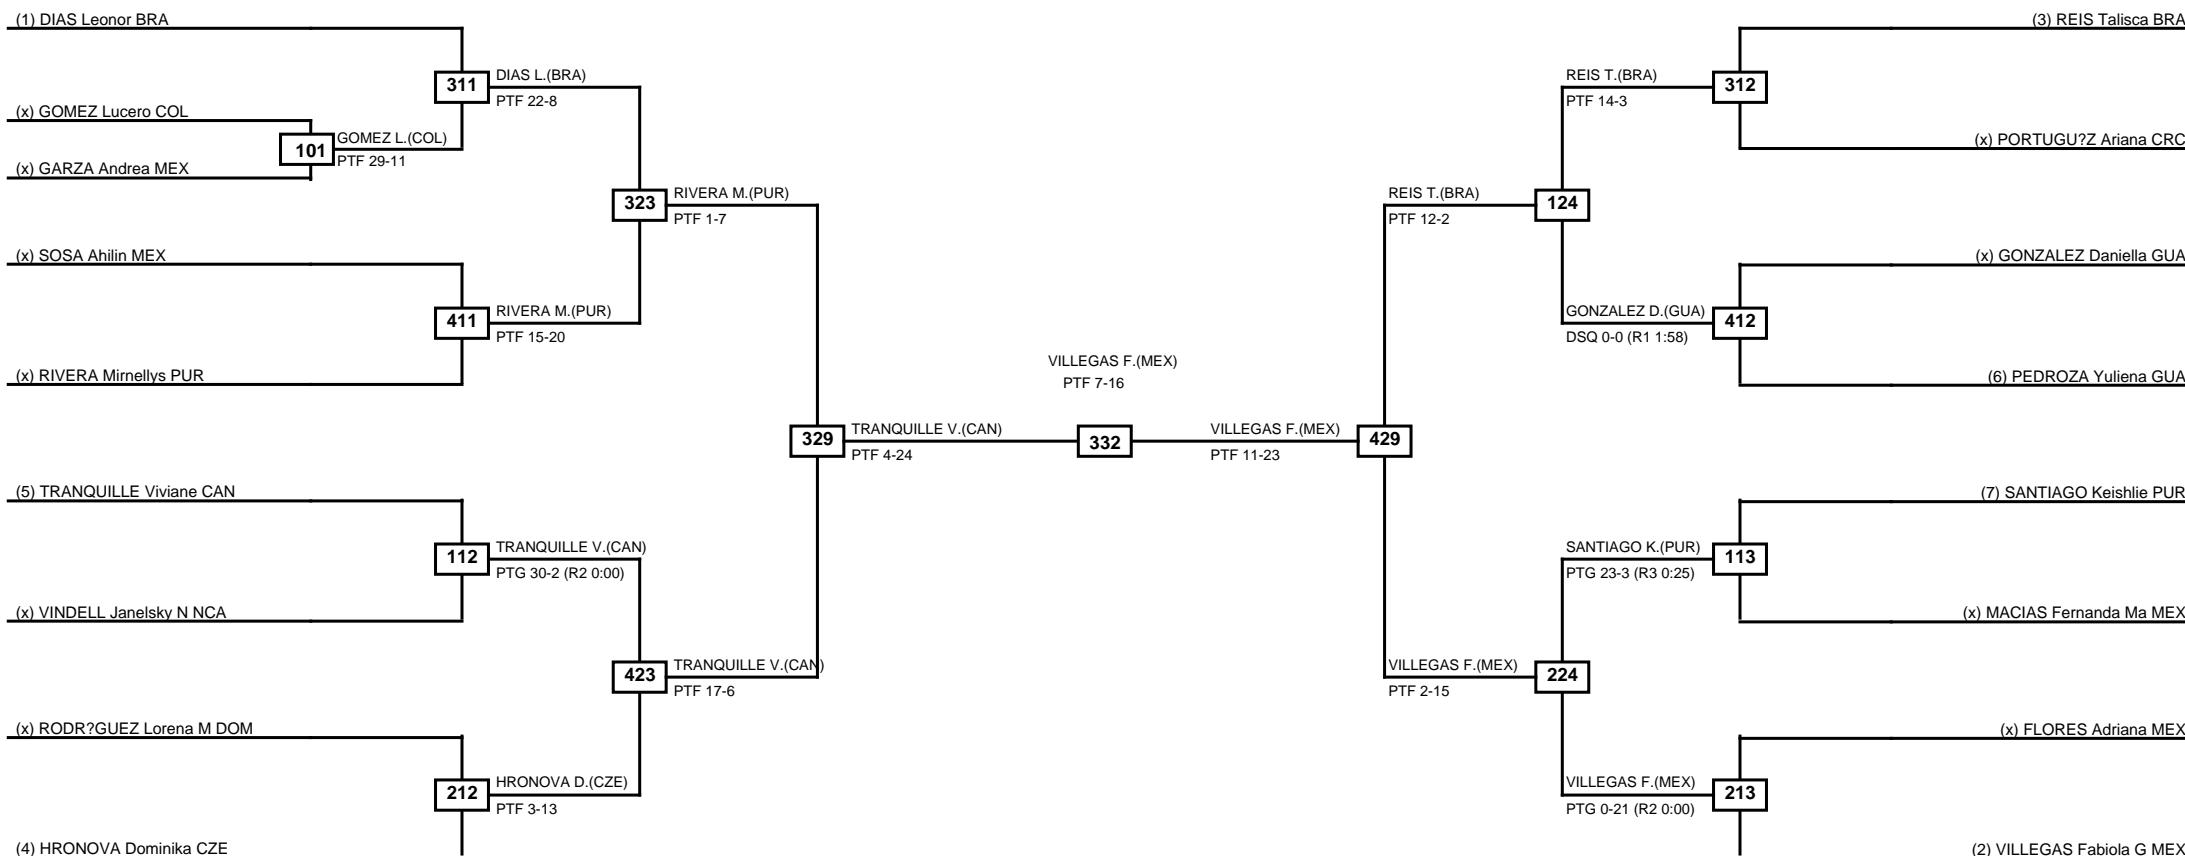 (1) DIAS Leonor BRA
(3) REIS Talisca BRA
311
DIAS L.(BRA)
PTF 22-8
REIS T.(BRA)
PTF 14-3
312
(x) GOMEZ Lucero COL
101
GOMEZ L.(COL)
PTF 29-11
(x) PORTUGU?Z Ariana CRC
(x) GARZA Andrea MEX
323
RIVERA M.(PUR)
PTF 1-7
REIS T.(BRA)
PTF 12-2
124
(x) SOSA Ahilin MEX
(x) GONZALEZ Daniella GUA
411
RIVERA M.(PUR)
PTF 15-20
GONZALEZ D.(GUA)
DSQ 0-0 (R1 1:58)
412
(x) RIVERA Mirnellys PUR
VILLEGAS F.(MEX)
PTF 7-16
(6) PEDROZA Yuliena GUA
329
TRANQUILLE V.(CAN)
PTF 4-24
332
VILLEGAS F.(MEX)
PTF 11-23
429
(5) TRANQUILLE Viviane CAN
(7) SANTIAGO Keishlie PUR
112
TRANQUILLE V.(CAN)
PTG 30-2 (R2 0:00)
SANTIAGO K.(PUR)
PTG 23-3 (R3 0:25)
113
(x) VINDELL Janelsky N NCA
(x) MACIAS Fernanda Ma MEX
423
TRANQUILLE V.(CAN)
PTF 17-6
VILLEGAS F.(MEX)
PTF 2-15
224
(x) RODR?GUEZ Lorena M DOM
(x) FLORES Adriana MEX
212
HRONOVA D.(CZE)
PTF 3-13
VILLEGAS F.(MEX)
PTG 0-21 (R2 0:00)
213
(4) HRONOVA Dominika CZE
(2) VILLEGAS Fabiola G MEX